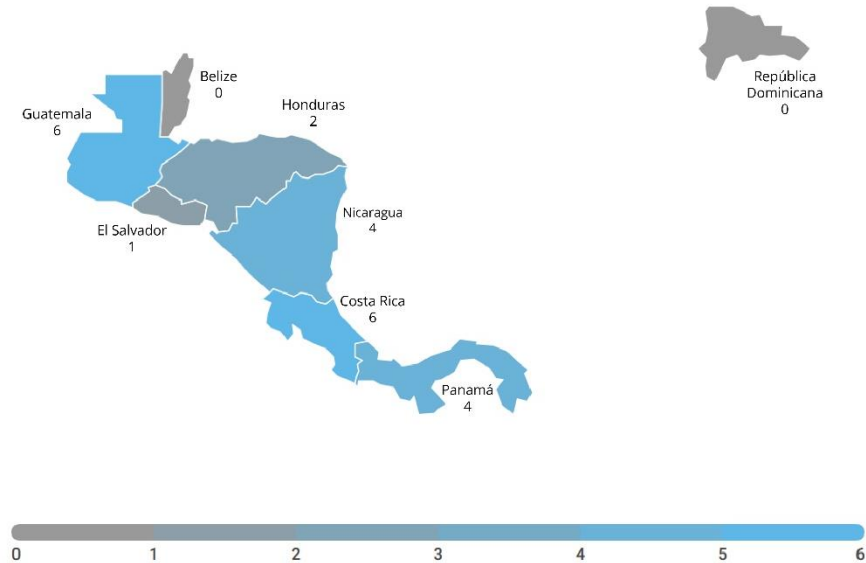 Belize
0
República
Dominicana
0
Guatemala
6
Honduras
2
El Salvador
1
Nicaragua
4
Costa Rica
6
Panamá
4
0 1 2 3 4 5 6